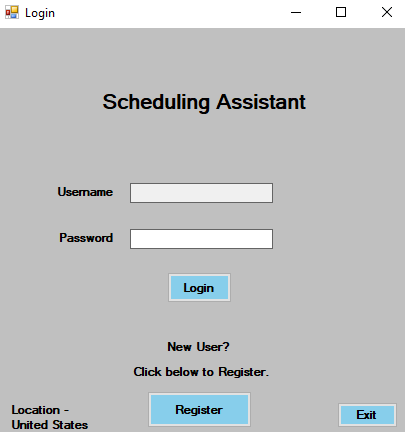 Login
Scheduling Assistant
Username
Password
Login
New User?
Click below to Register.
Register
Location -
United States
Exit